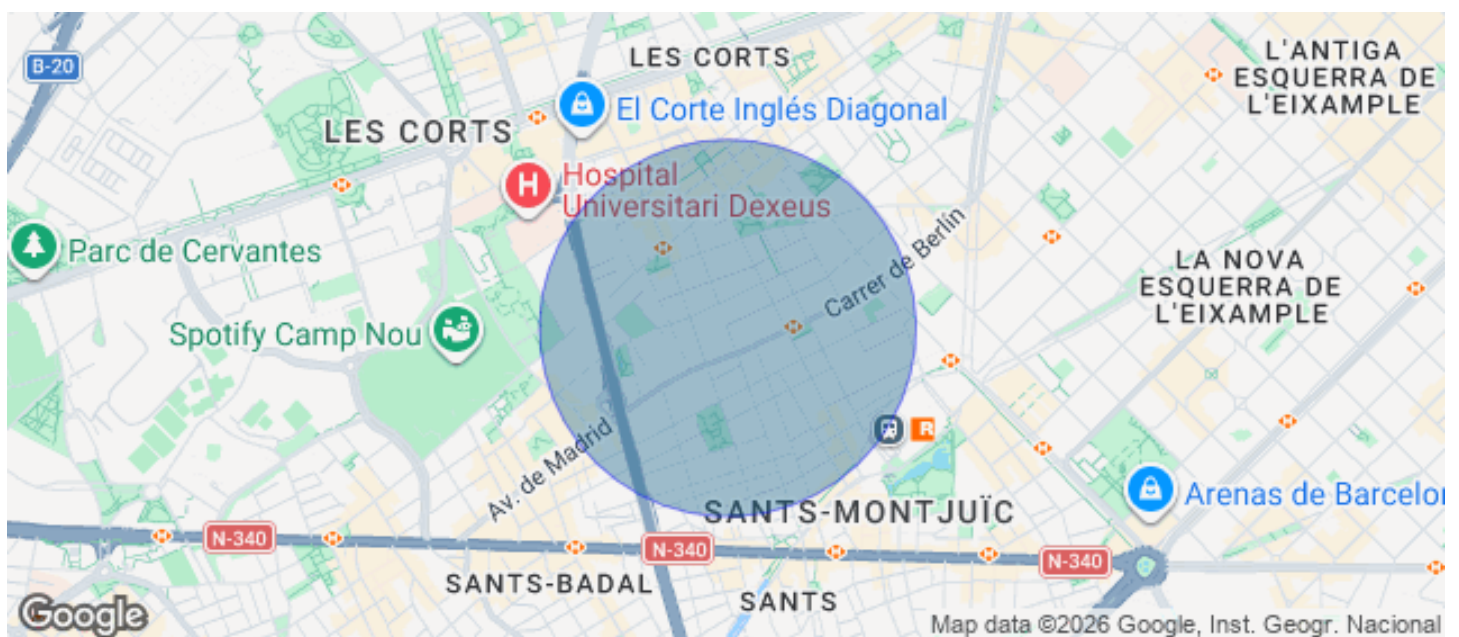 B-20
LES CORTS
L'ANTIGA
ESQUERRA DE
L'EIXAMPLE
El Corte Inglés Diagonal
LES CORTS
Hospital
Universitari Dexeus
H
Parc de Cervantes
Carrer de Berlín
LA NOVA
ESQUERRA DE
L'EIXAMPLE
Spotify Camp Nou
Av. de Madrid
R
Arenas de Barcelo
SANTS-MONTJUÏC
N-340
N-340
N-340
SANTS-BADAL
SANTS
Google
Map data ©2026 Google, Inst. Geogr. Nacional